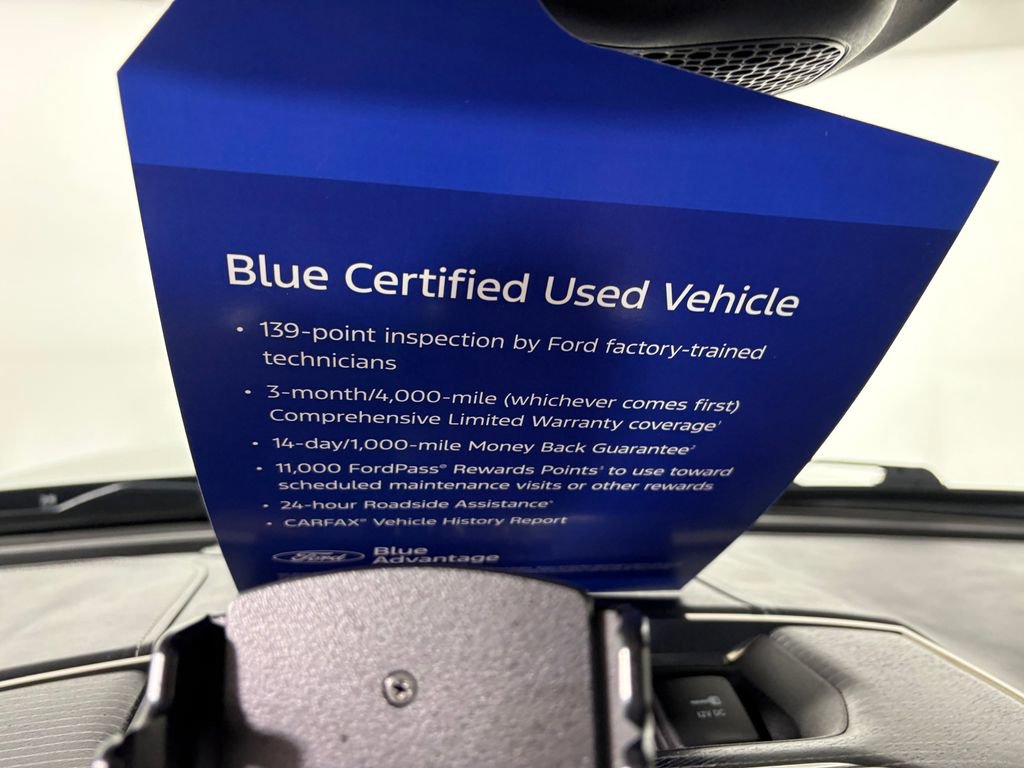 Blue Certified Used Vehicle
• 139-point inspection by Ford factory-trained
technicians
• 3-month/4,000-mile (whichever comes first)
Comprehensive Limited Warranty coverage¹
• 14-day/1,000-mile Money Back Guarantee²
• 11,000 FordPass® Rewards Points³ to use toward
scheduled maintenance visits or other rewards
• 24-hour Roadside Assistance⁴
• CARFAX® Vehicle History Report
Ford Blue
Advantage
12V DC